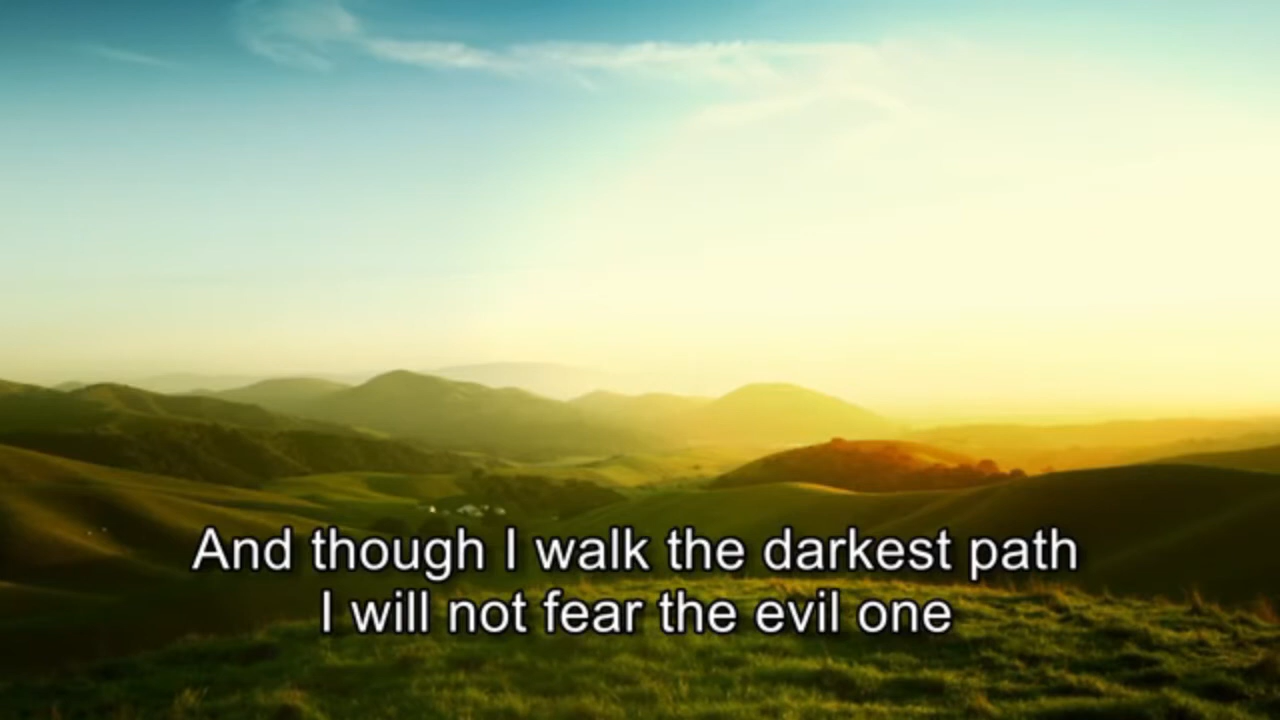 And though I walk the darkest path
I will not fear the evil one